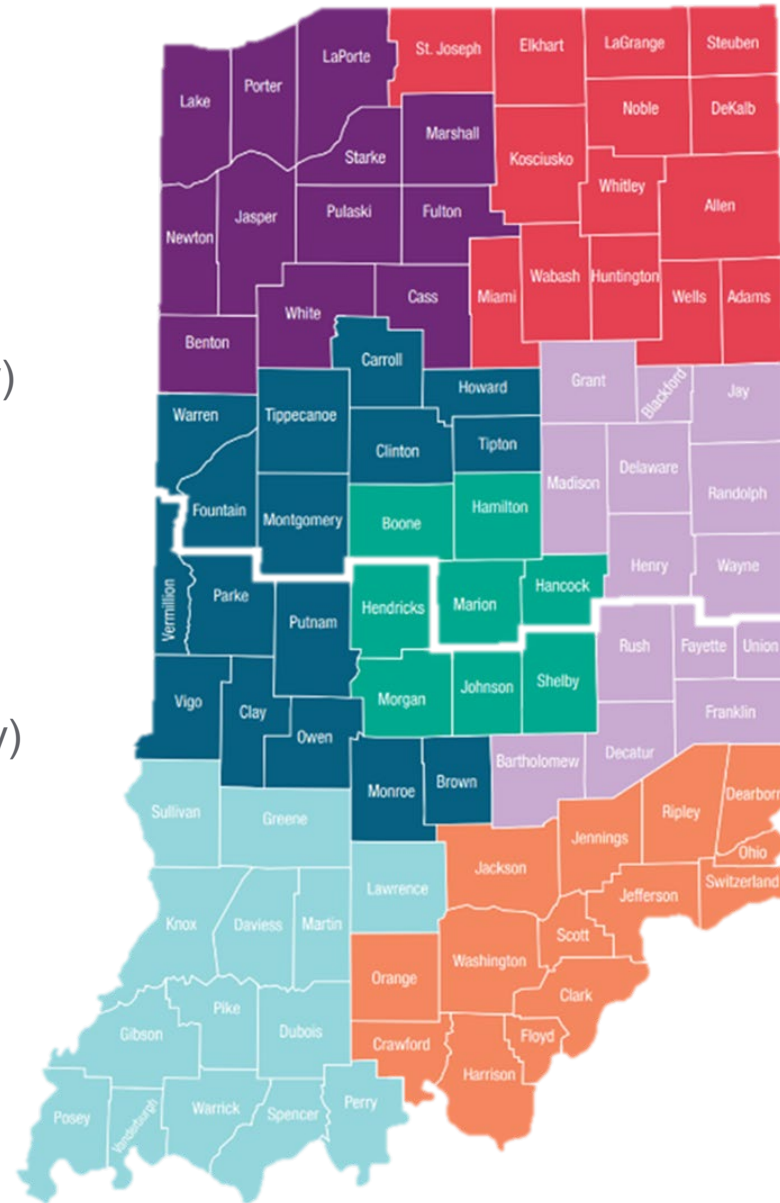 LaPorte
St. Joseph
Elkhart
LaGrange
Steuben
Lake
Porter
Noble
DeKalb
Starke
Marshall
Kosciusko
Whitley
Allen
Newton
Jasper
Pulaski
Fulton
Miami
Wabash
Huntington
Wells
Adams
White
Cass
Benton
Carroll
Grant
Blackford
Jay
)
Warren
Tippecanoe
Howard
Clinton
Tipton
Madison
Delaware
Randolph
Fountain
Montgomery
Boone
Hamilton
Henry
Wayne
Vermillion
Parke
Putnam
Hendricks
Marion
Hancock
Rush
Fayette
Union
Vigo
Clay
Owen
Morgan
Johnson
Shelby
Franklin
y)
Monroe
Brown
Bartholomew
Decatur
Sullivan
Greene
Jennings
Ripley
Dearborn
Ohio
Lawrence
Jackson
Jefferson
Switzerland
Knox
Daviess
Martin
Orange
Washington
Scott
Clark
Gibson
Pike
Dubois
Crawford
Floyd
Harrison
Posey
Vanderburgh
Warrick
Spencer
Perry